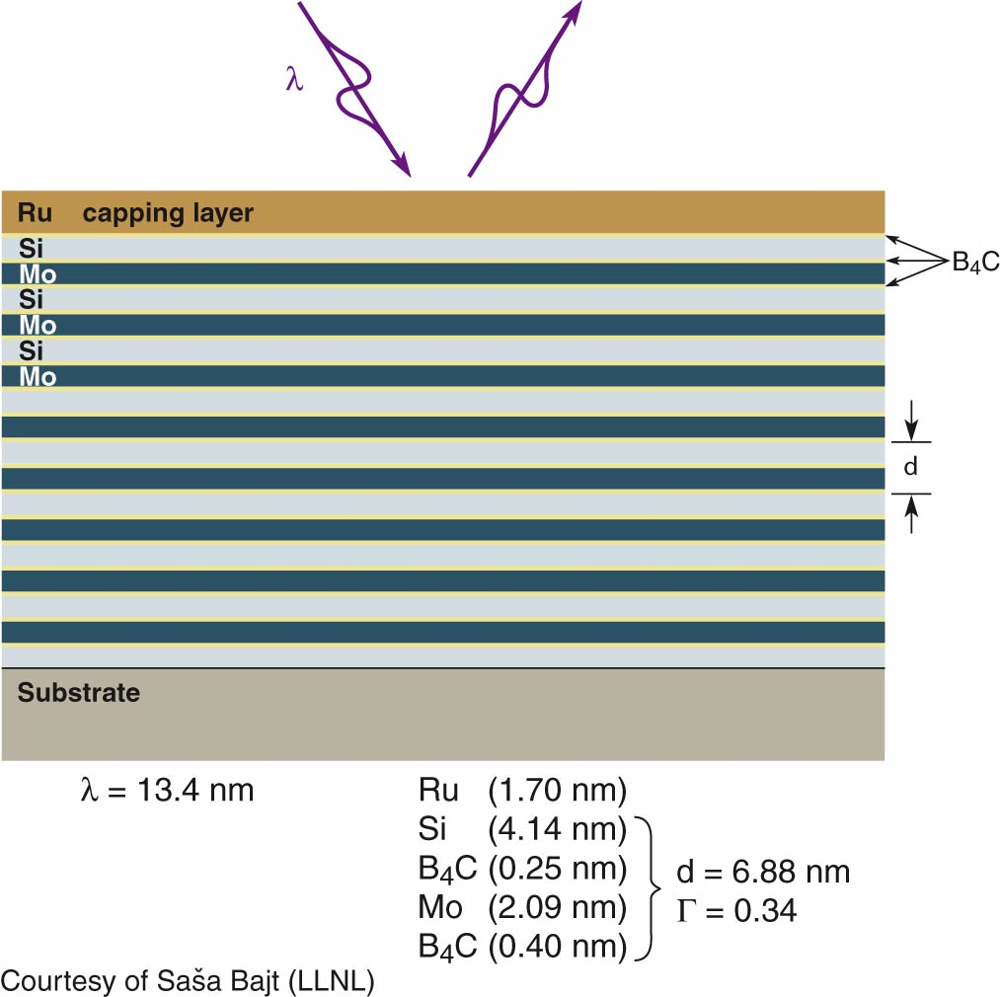 λ
Ru capping layer
Si
B₄C
Mo
Si
Mo
Si
Mo
d
Substrate
λ = 13.4 nm
Ru (1.70 nm)
Si (4.14 nm)
B₄C (0.25 nm)
Mo (2.09 nm)
B₄C (0.40 nm)
d = 6.88 nm
Γ = 0.34
Courtesy of Saša Bajt (LLNL)